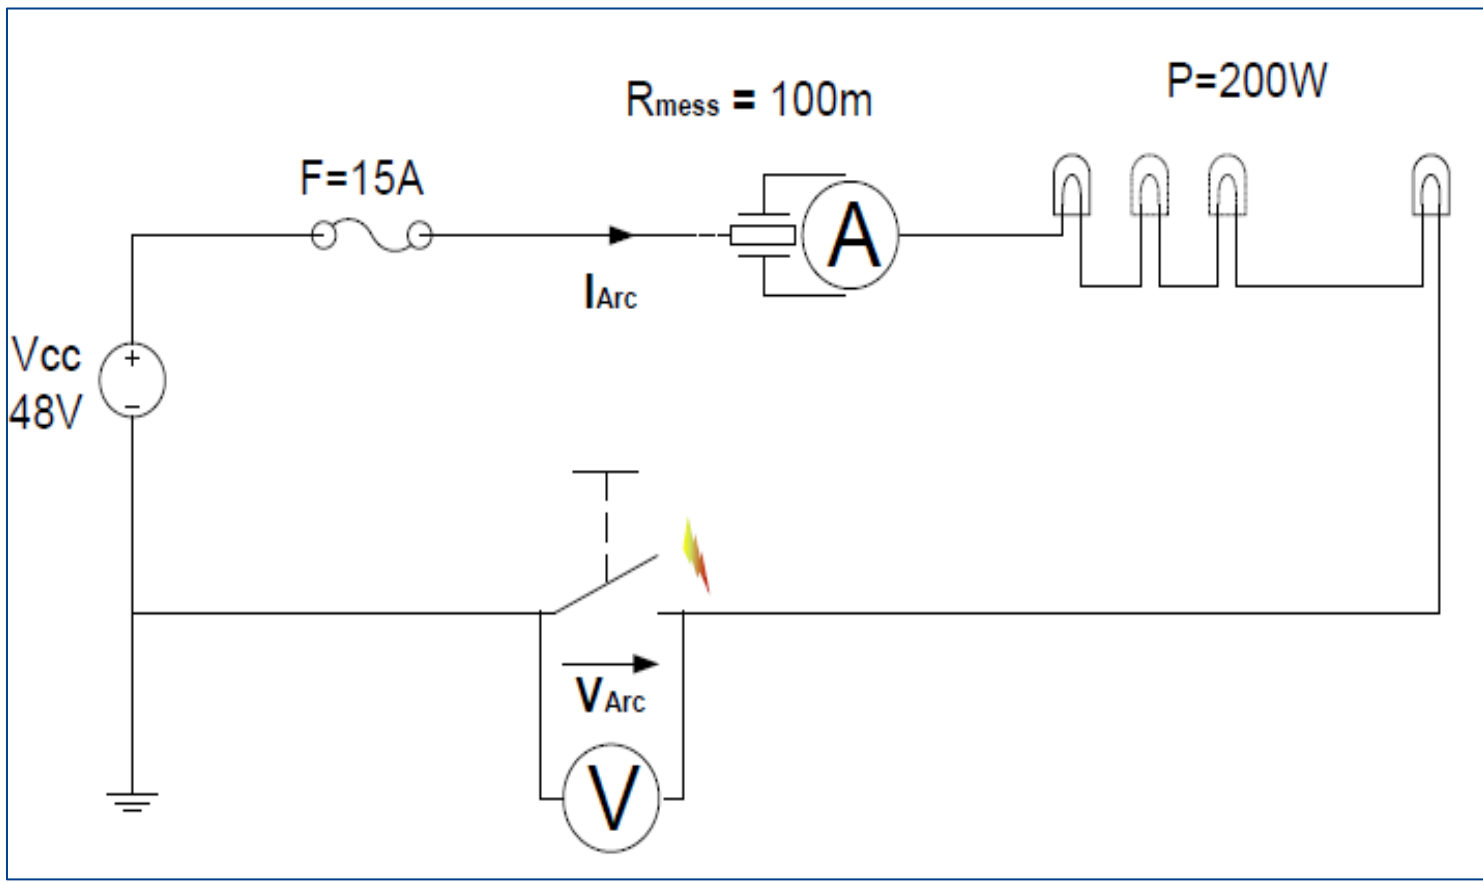 P=200W
Rmess = 100m
F=15A
A
IArc
Vcc
48V
+
−
VArc
V